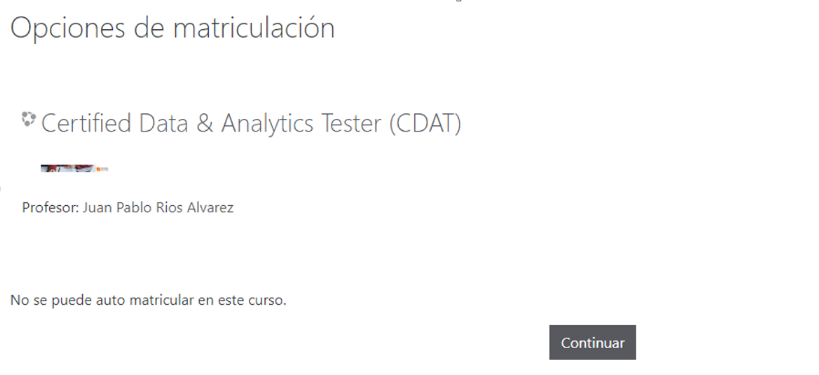 Opciones de matriculación
Certified Data & Analytics Tester (CDAT)
Profesor: Juan Pablo Rios Alvarez
No se puede auto matricular en este curso.
Continuar